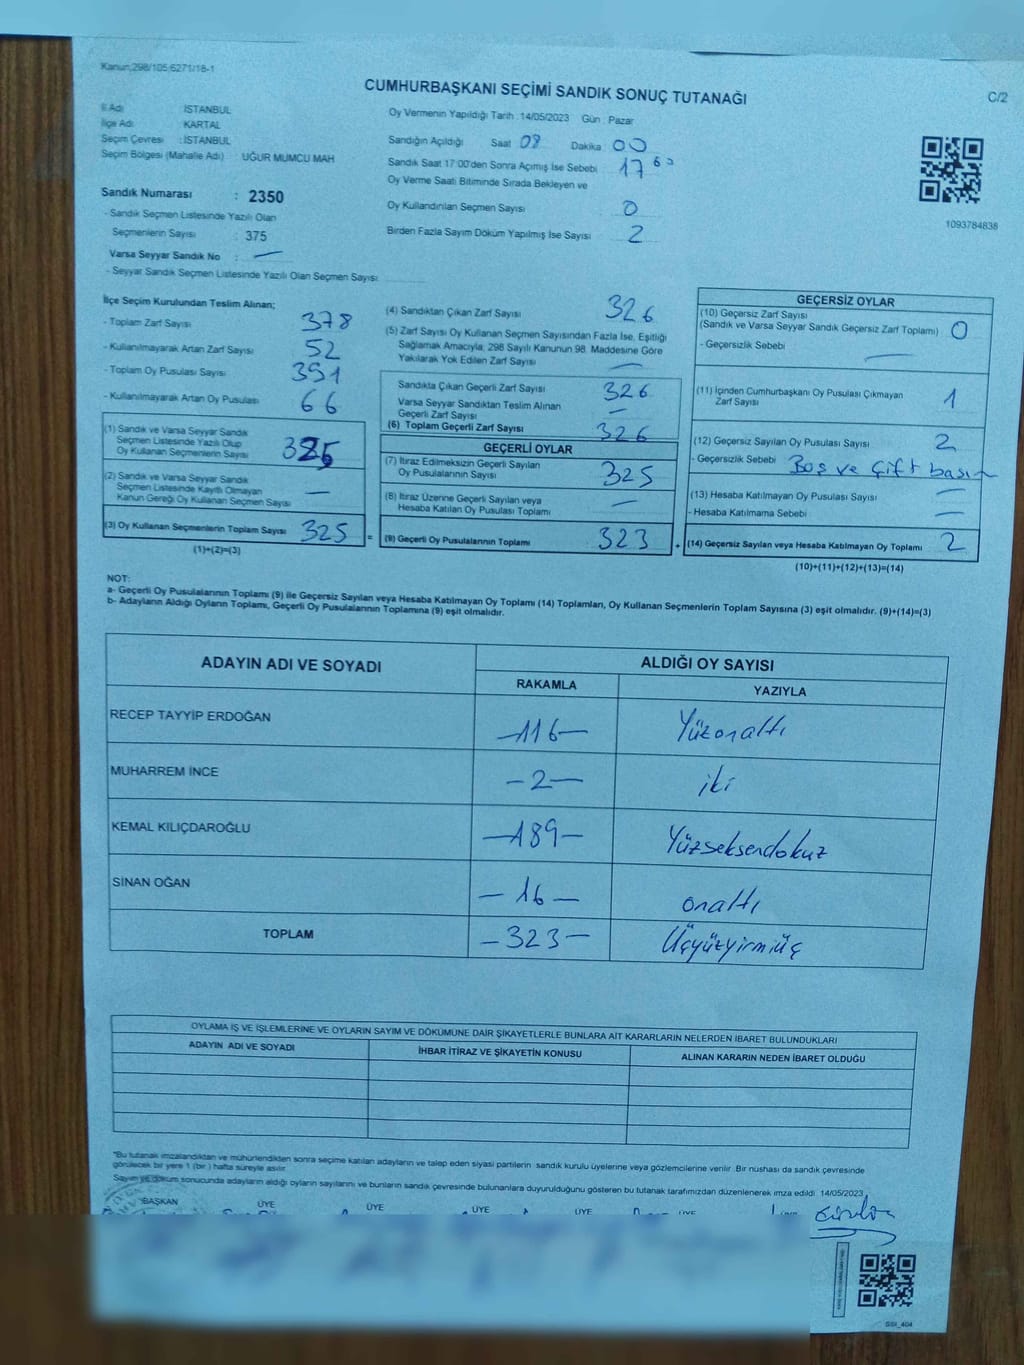 Kanun:298/105;6271/18-1
CUMHURBAŞKANI SEÇİMİ SANDIK SONUÇ TUTANAĞI
C/2
İl Adı : İSTANBUL
İlçe Adı : KARTAL
Seçim Çevresi : İSTANBUL
Seçim Bölgesi (Mahalle Adı) : UĞUR MUMCU MAH
Sandık Numarası : 2350
- Sandık Seçmen Listesinde Yazılı Olan
Seçmenlerin Sayısı : 375
Varsa Seyyar Sandık No : —
- Seyyar Sandık Seçmen Listesinde Yazılı Olan Seçmen Sayısı:
Oy Vermenin Yapıldığı Tarih : 14/05/2023 Gün : Pazar
Sandığın Açıldığı Saat 08 Dakika 00
Sandık Saat 17:00'den Sonra Açılmış İse Sebebi 17
Oy Verme Saati Bitiminde Sırada Bekleyen ve
Oy Kullandırılan Seçmen Sayısı 0
Birden Fazla Sayım Döküm Yapılmış İse Sayısı 2
1093784838
İlçe Seçim Kurulundan Teslim Alınan;
- Toplam Zarf Sayısı 378
- Kullanılmayarak Artan Zarf Sayısı 52
- Toplam Oy Pusulası Sayısı 391
- Kullanılmayarak Artan Oy Pusulası 66
(1) Sandık ve Varsa Seyyar Sandık
Seçmen Listesinde Yazılı Olup
Oy Kullanan Seçmenlerin Sayısı 325
(2) Sandık ve Varsa Seyyar Sandık
Seçmen Listesinde Kayıtlı Olmayan
Kanun Gereği Oy Kullanan Seçmen Sayısı —
(3) Oy Kullanan Seçmenlerin Toplam Sayısı 325
(1)+(2)=(3)
=
(4) Sandıktan Çıkan Zarf Sayısı 326
(5) Zarf Sayısı Oy Kullanan Seçmen Sayısından Fazla İse, Eşitliği
Sağlamak Amacıyla, 298 Sayılı Kanunun 98. Maddesine Göre
Yakılarak Yok Edilen Zarf Sayısı —
Sandıkta Çıkan Geçerli Zarf Sayısı 326
Varsa Seyyar Sandıktan Teslim Alınan
Geçerli Zarf Sayısı —
(6) Toplam Geçerli Zarf Sayısı 326
GEÇERLİ OYLAR
(7) İtiraz Edilmeksizin Geçerli Sayılan
Oy Pusulalarının Sayısı 325
(8) İtiraz Üzerine Geçerli Sayılan veya
Hesaba Katılan Oy Pusulası Toplamı —
(9) Geçerli Oy Pusulalarının Toplamı 323
+
GEÇERSİZ OYLAR
(10) Geçersiz Zarf Sayısı
(Sandık ve Varsa Seyyar Sandık Geçersiz Zarf Toplamı) 0
- Geçersizlik Sebebi —
(11) İçinden Cumhurbaşkanı Oy Pusulası Çıkmayan
Zarf Sayısı 1
(12) Geçersiz Sayılan Oy Pusulası Sayısı 2
- Geçersizlik Sebebi Boş ve Çift basım
(13) Hesaba Katılmayan Oy Pusulası Sayısı —
- Hesaba Katılmama Sebebi —
(14) Geçersiz Sayılan veya Hesaba Katılmayan Oy Toplamı 2
(10)+(11)+(12)+(13)=(14)
NOT:
a- Geçerli Oy Pusulalarının Toplamı (9) ile Geçersiz Sayılan veya Hesaba Katılmayan Oy Toplamı (14) Toplamları, Oy Kullanan Seçmenlerin Toplam Sayısına (3) eşit olmalıdır. (9)+(14)=(3)
b- Adayların Aldığı Oyların Toplamı, Geçerli Oy Pusulalarının Toplamına (9) eşit olmalıdır.
ADAYIN ADI VE SOYADI ALDIĞI OY SAYISI
RAKAMLA YAZIYLA
RECEP TAYYİP ERDOĞAN —116— Yüzonaltı
MUHARREM İNCE —2— iki
KEMAL KILIÇDAROĞLU —189— Yüzseksendokuz
SİNAN OĞAN —16— onaltı
TOPLAM —323— Üçyüzyirmiüç
OYLAMA İŞ VE İŞLEMLERİNE VE OYLARIN SAYIM VE DÖKÜMÜNE DAİR ŞİKAYETLERLE BUNLARA AİT KARARLARIN NELERDEN İBARET BULUNDUKLARI
ADAYIN ADI VE SOYADI İHBAR İTİRAZ VE ŞİKAYETİN KONUSU ALINAN KARARIN NEDEN İBARET OLDUĞU
*Bu tutanak imzalandıktan ve mühürlendikten sonra seçime katılan adayların ve talep eden siyasi partilerin sandık kurulu üyelerine veya gözlemcilerine verilir. Bir nüshası da sandık çevresinde
görülecek bir yere 1 (bir) hafta süreyle asılır.
Sayım ve döküm sonucunda adayların aldığı oyların sayılarını ve bunların sandık çevresinde bulunanlara duyurulduğunu gösteren bu tutanak tarafımızdan düzenlenerek imza edildi. 14/05/2023
BAŞKAN ÜYE ÜYE ÜYE ÜYE ÜYE
SSI_404